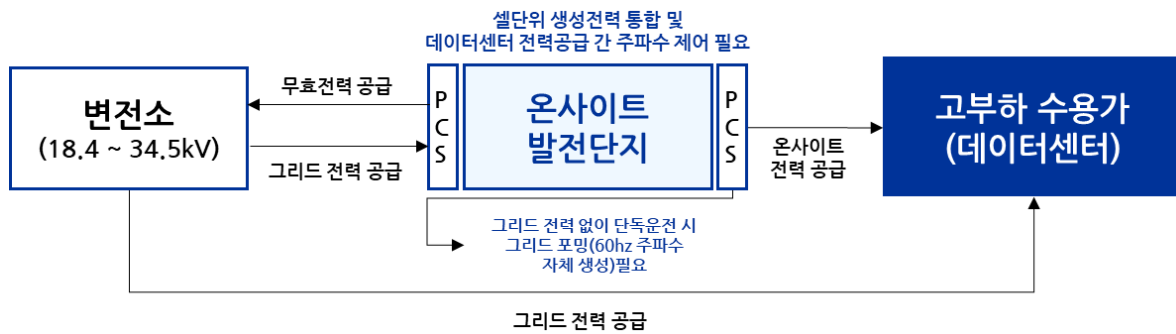 셀단위 생성전력 통합 및
데이터센터 전력공급 간 주파수 제어 필요
변전소
(18.4 ~ 34.5kV)
무효전력 공급
그리드 전력 공급
P
C
S
온사이트
발전단지
P
C
S
온사이트
전력 공급
고부하 수용가
(데이터센터)
그리드 전력 없이 단독운전 시
그리드 포밍(60hz 주파수
자체 생성)필요
그리드 전력 공급